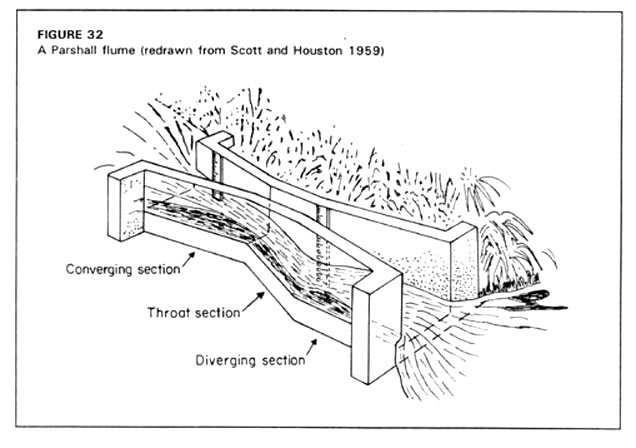 FIGURE 32
A Parshall flume (redrawn from Scott and Houston 1959)
Converging section
Throat section
Diverging section